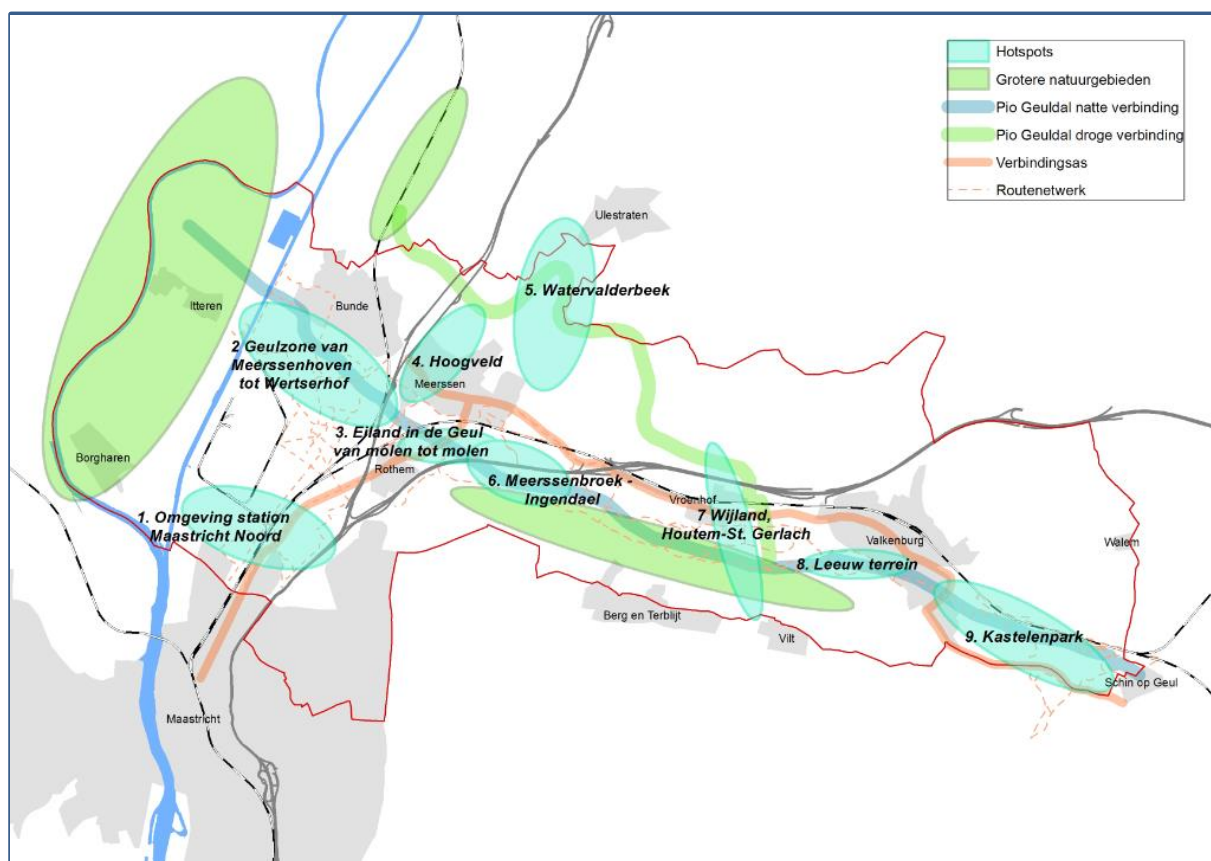 Hotspots
Grotere natuurgebieden
Pio Geuldal natte verbinding
Pio Geuldal droge verbinding
Verbindingsas
Routenetwerk
Ulestraten
5. Watervalderbeek
Itteren
Bunde
2 Geulzone van
Meerssenhoven
tot Wertserhof
4. Hoogveld
Meerssen
3. Eiland in de Geul
van molen tot molen
Rothem
Borgharen
6. Meerssenbroek -
Ingendael
Vroenhof
7 Wijland,
Houtem-St. Gerlach
1. Omgeving station
Maastricht Noord
Valkenburg
Walem
8. Leeuw terrein
Berg en Terblijt
Vilt
9. Kastelenpark
Schin op Geul
Maastricht